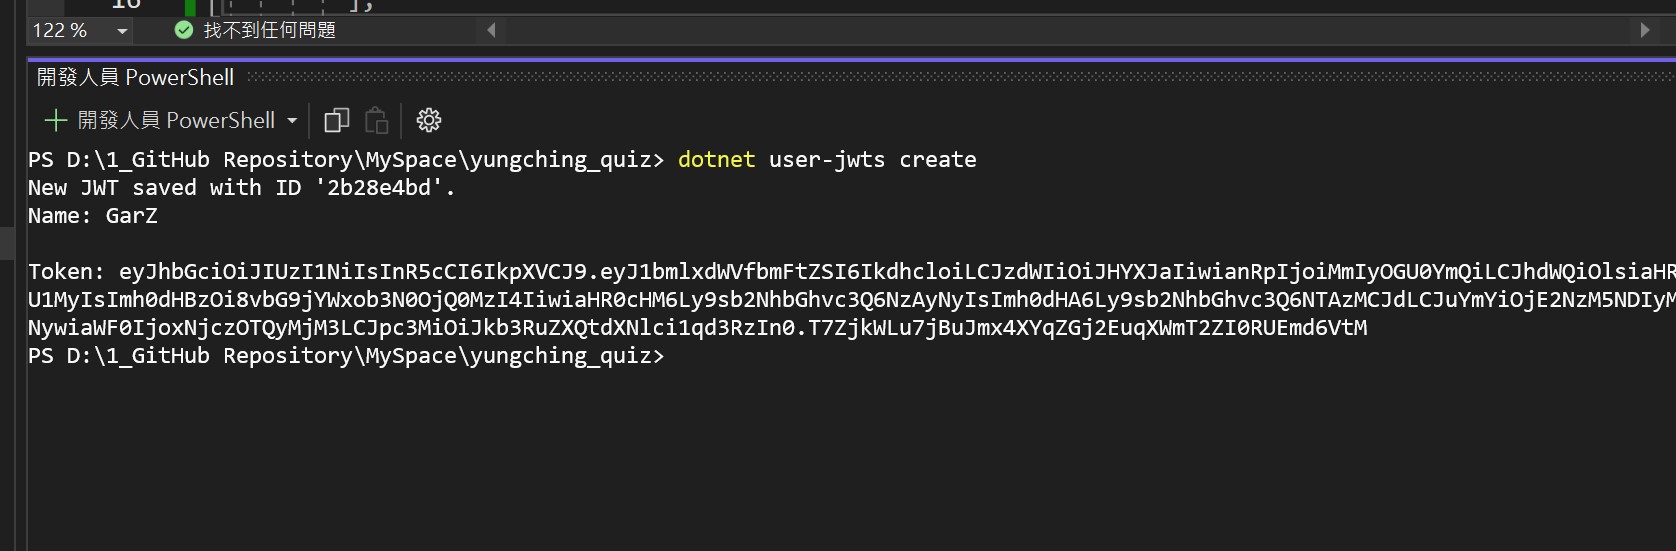 16 ],
122 % 找不到任何問題
開發人員 PowerShell
開發人員 PowerShell
PS D:\1_GitHub Repository\MySpace\yungching_quiz> dotnet user-jwts create
New JWT saved with ID '2b28e4bd'.
Name: GarZ
Token: eyJhbGciOiJIUzI1NiIsInR5cCI6IkpXVCJ9.eyJ1bmlxdWVfbmFtZSI6IkdhcloiLCJzdWIiOiJHYXJaIiwianRpIjoiMmIyOGU0YmQiLCJhdWQiOlsiaHR
U1MyIsImh0dHBzOi8vbG9jYWxob3N0OjQ0MzI4IiwiaHR0cHM6Ly9sb2NhbGhvc3Q6NzAyNyIsImh0dHA6Ly9sb2NhbGhvc3Q6NTAzMCJdLCJuYmYiOjE2NzM5NDIyM
NywiaWF0IjoxNjczOTQyMjM3LCJpc3MiOiJkb3RuZXQtdXNlci1qd3RzIn0.T7ZjkWLu7jBuJmx4XYqZGj2EuqXWmT2ZI0RUEmd6VtM
PS D:\1_GitHub Repository\MySpace\yungching_quiz>